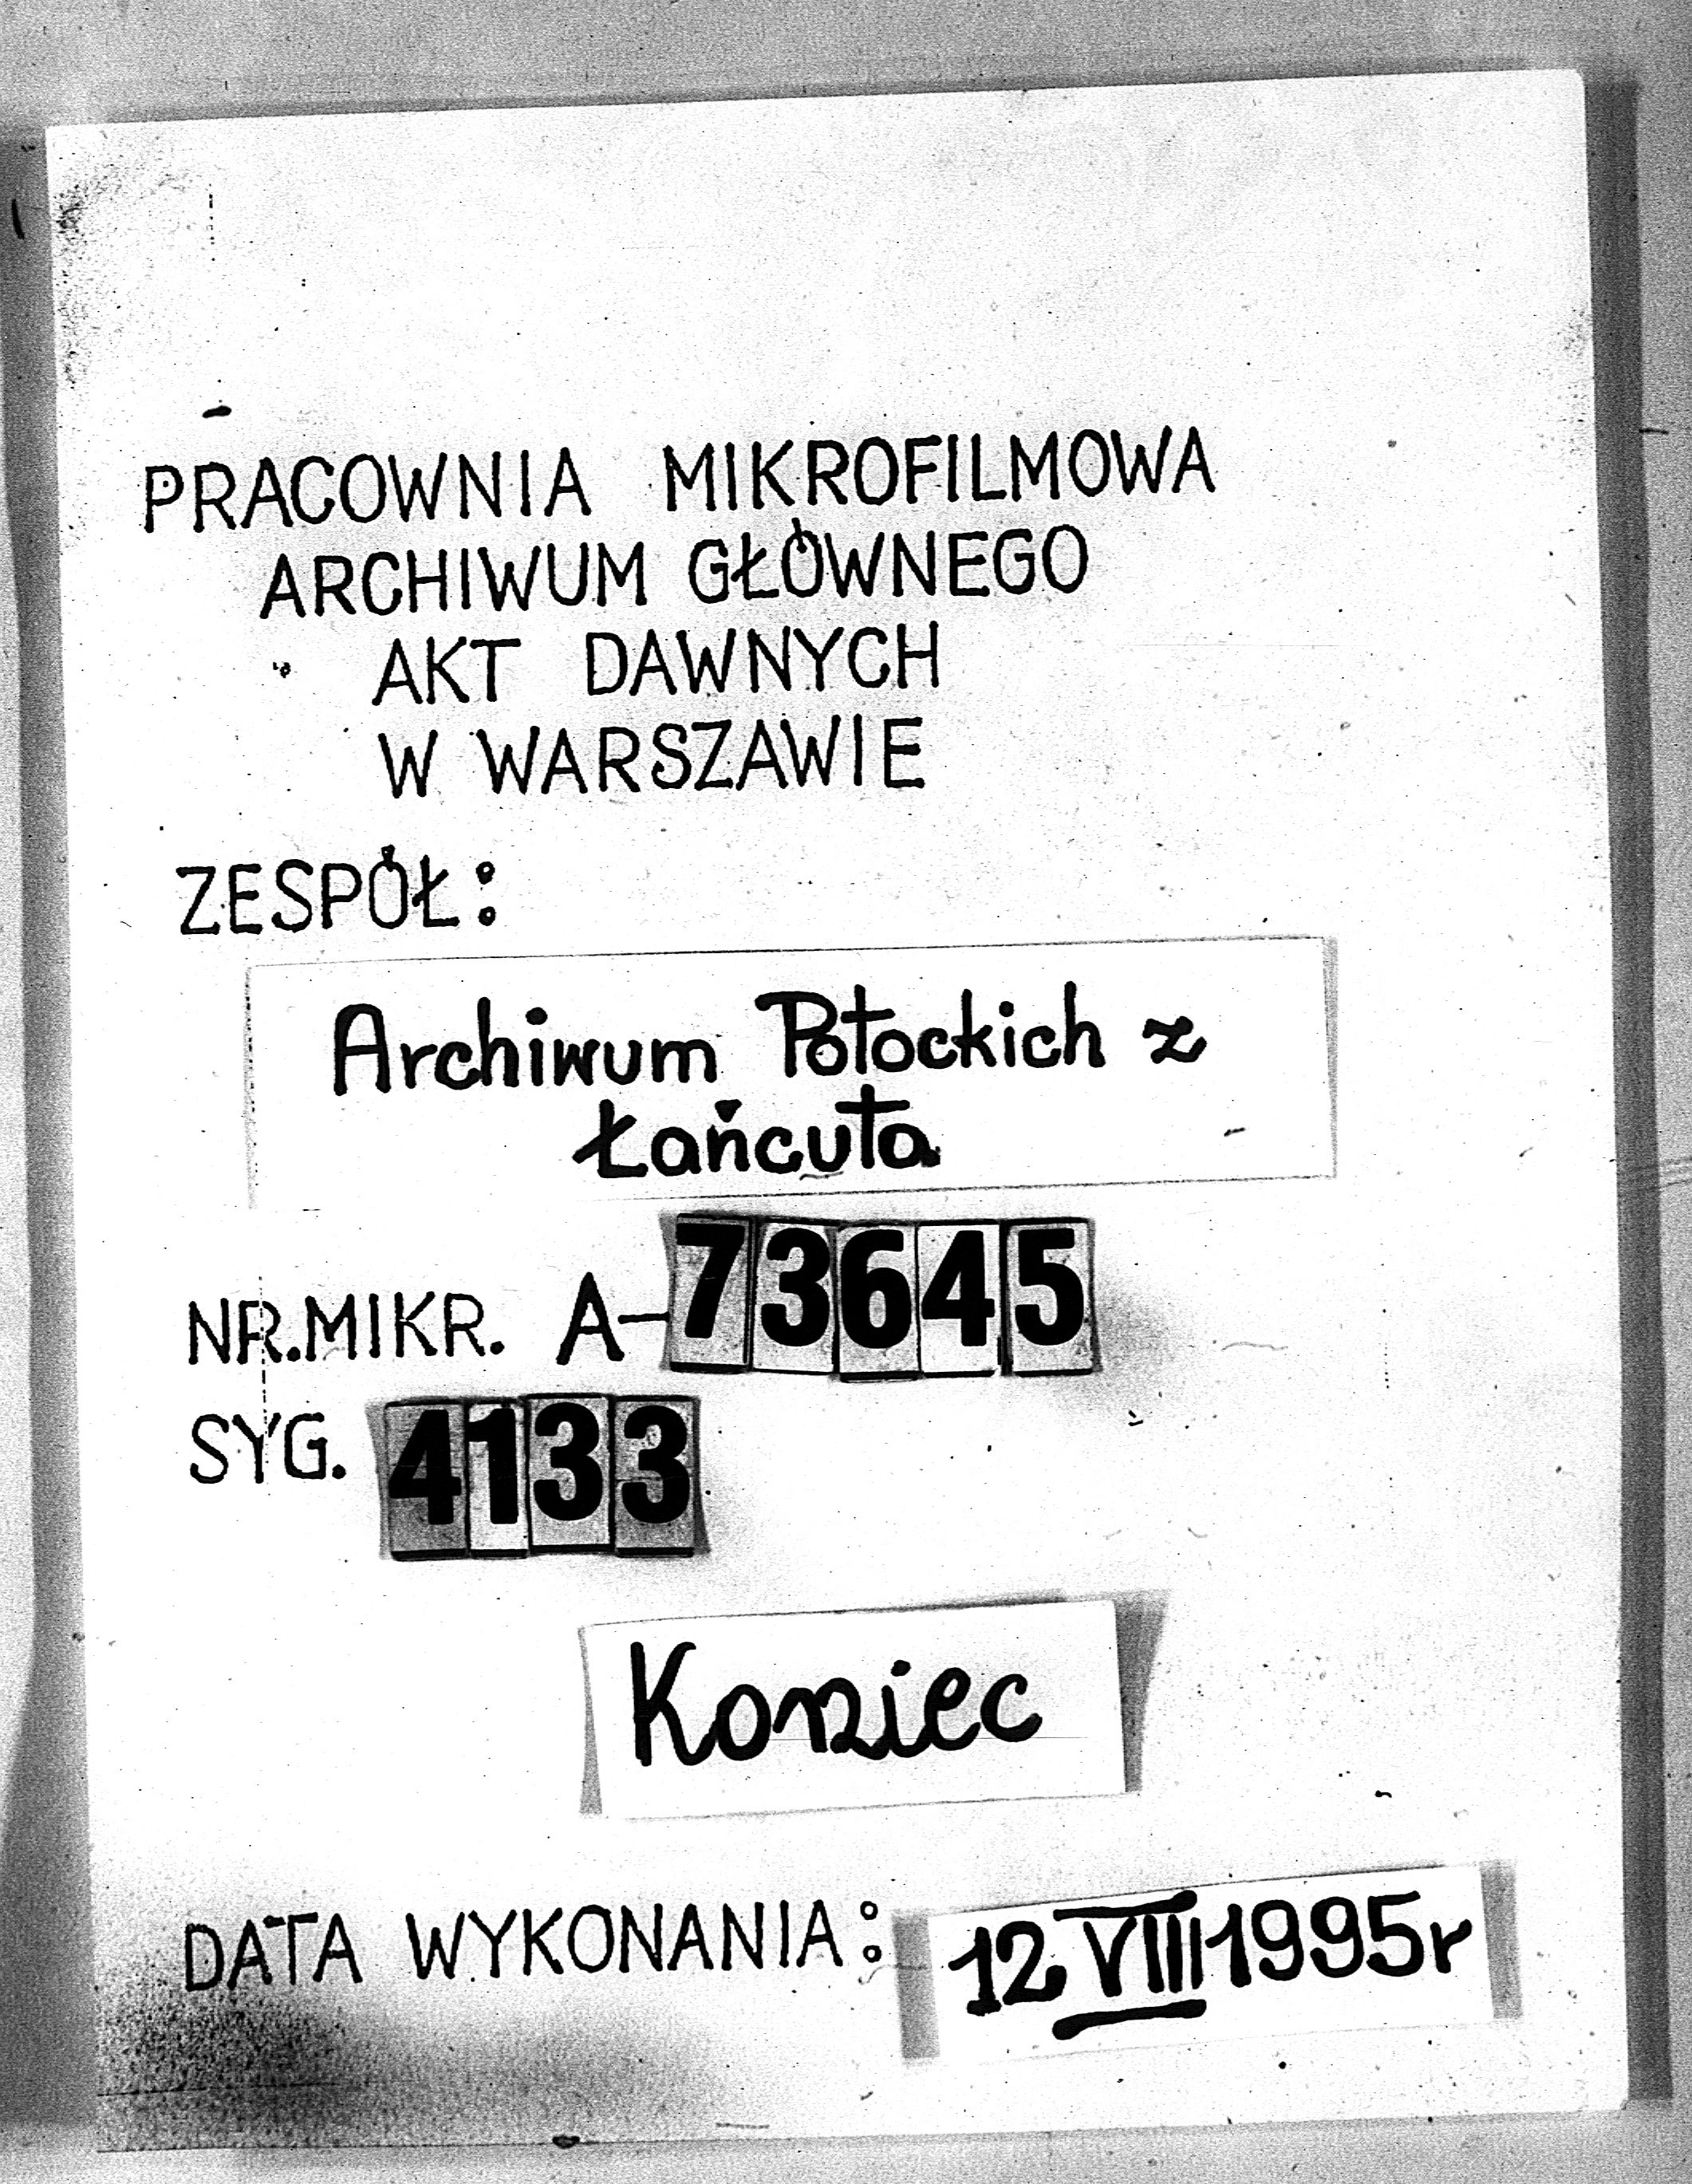 PRACOWNIA MIKROFILMOWA
ARCHIWUM GŁÓWNEGO
AKT DAWNYCH
W WARSZAWIE
ZESPÓŁ:
Archiwum Potockich z
Łańcuta
NR.MIKR. A-73645
SYG. 4133
Koniec
DATA WYKONANIA: 12 VIII 1995r